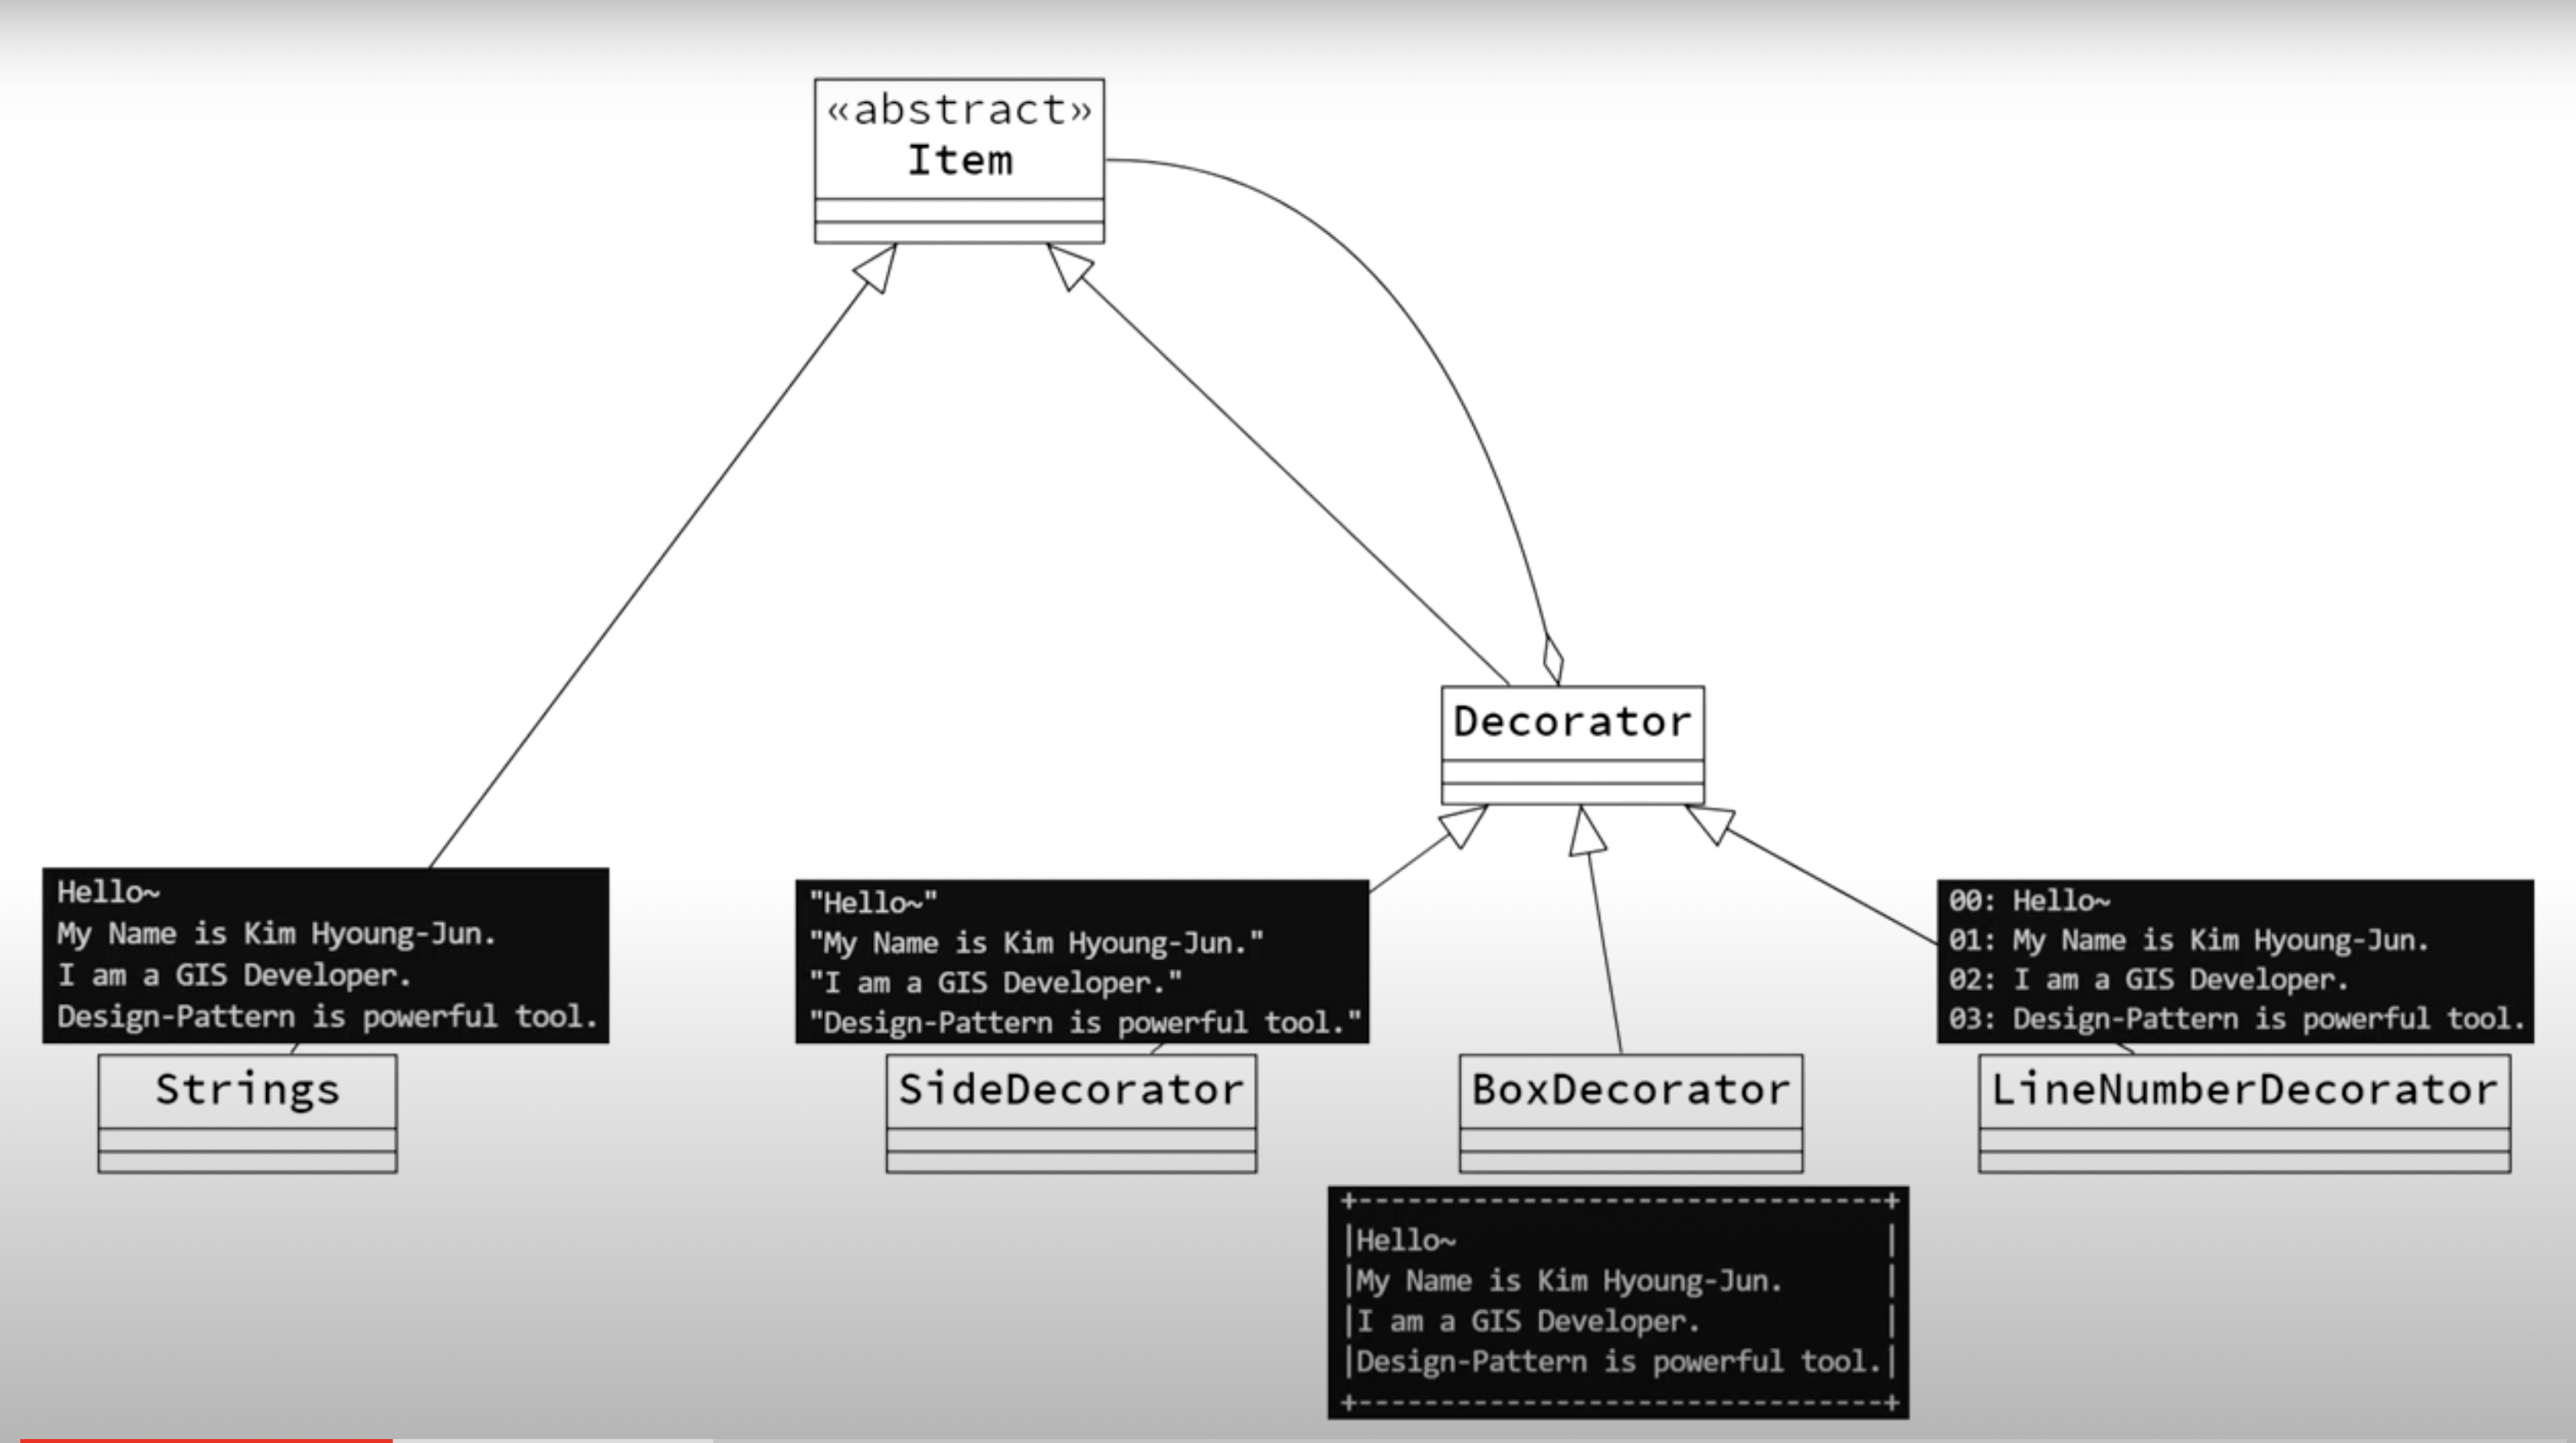 «abstract»
Item
Decorator
Hello~
My Name is Kim Hyoung-Jun.
I am a GIS Developer.
Design-Pattern is powerful tool.
Strings
"Hello~"
"My Name is Kim Hyoung-Jun."
"I am a GIS Developer."
"Design-Pattern is powerful tool."
SideDecorator
BoxDecorator
+--------------------------------+
|Hello~                          |
|My Name is Kim Hyoung-Jun.      |
|I am a GIS Developer.           |
|Design-Pattern is powerful tool.|
+--------------------------------+
00: Hello~
01: My Name is Kim Hyoung-Jun.
02: I am a GIS Developer.
03: Design-Pattern is powerful tool.
LineNumberDecorator